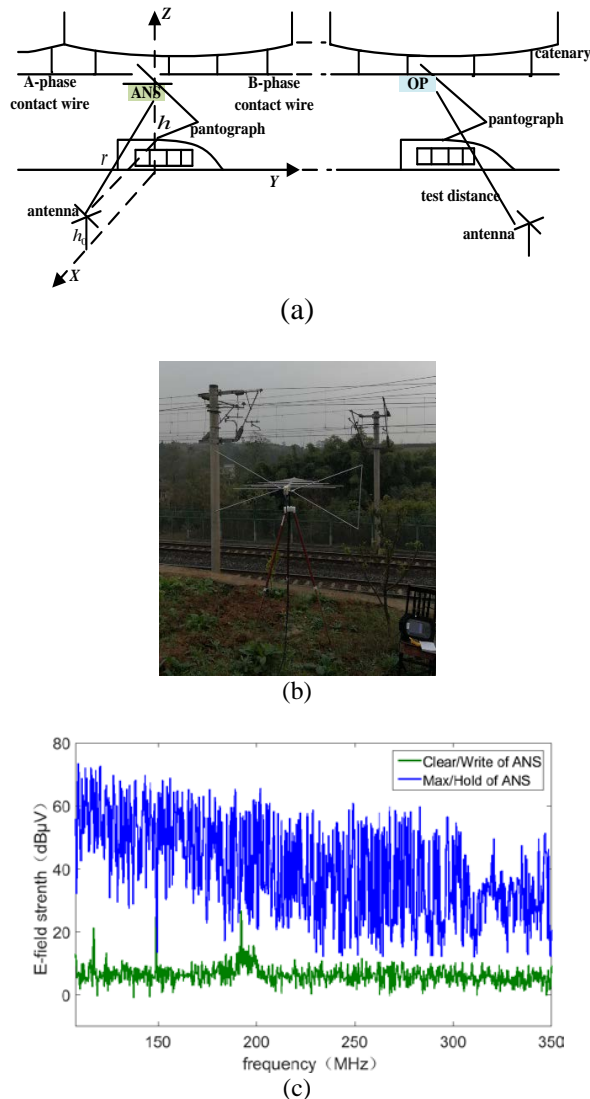 Z
catenary
A-phase
contact wire
ANS
B-phase
contact wire
OP
h
pantograph
pantograph
r
Y
test distance
antenna
antenna
h₀
X
(a)
(b)
80
Clear/Write of ANS
Max/Hold of ANS
60
40
20
0
E-field strenth（dBμV）
150
200
250
300
350
frequency（MHz）
(c)